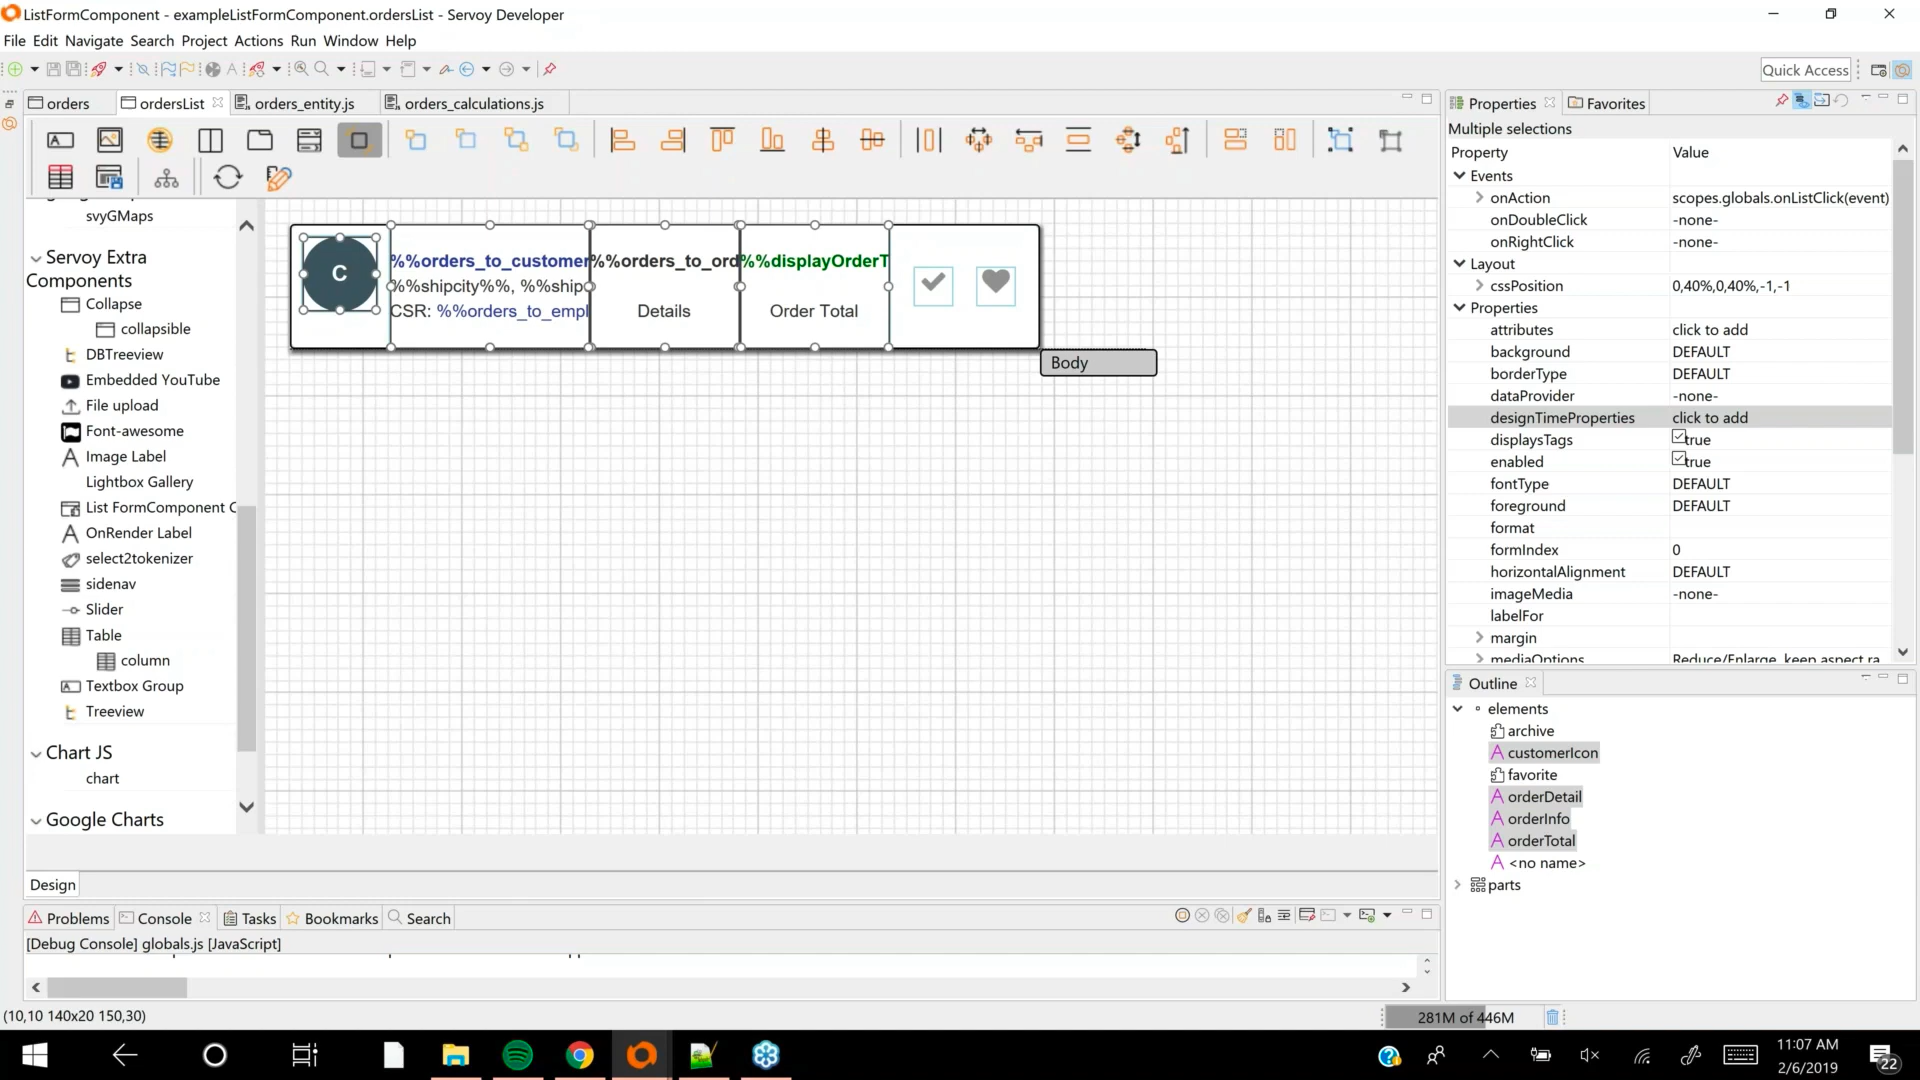 ListFormComponent - exampleListFormComponent.ordersList - Servoy Developer
File Edit Navigate Search Project Actions Run Window Help
Quick Access
orders
ordersList
orders_entity.js
orders_calculations.js
svyGMaps
Servoy Extra
Components
Collapse
collapsible
DBTreeview
Embedded YouTube
File upload
Font-awesome
Image Label
Lightbox Gallery
List FormComponent C
OnRender Label
select2tokenizer
sidenav
Slider
Table
column
Textbox Group
Treeview
Chart JS
chart
Google Charts
C
%%orders_to_customer
%%shipcity%%, %%ship
CSR: %%orders_to_empl
%%orders_to_ord
Details
%%displayOrderT
Order Total
Body
Design
Properties
Favorites
Multiple selections
Property Value
Events
onAction scopes.globals.onListClick(event)
onDoubleClick -none-
onRightClick -none-
Layout
cssPosition 0,40%,0,40%,-1,-1
Properties
attributes click to add
background DEFAULT
borderType DEFAULT
dataProvider -none-
designTimeProperties click to add
displaysTags true
enabled true
fontType DEFAULT
foreground DEFAULT
format
formIndex 0
horizontalAlignment DEFAULT
imageMedia -none-
labelFor
margin
mediaOptions Reduce/Enlarge, keep aspect ra
Outline
elements
archive
customerIcon
favorite
orderDetail
orderInfo
orderTotal
<no name>
parts
Problems
Console
Tasks
Bookmarks
Search
[Debug Console] globals.js [JavaScript]
(10,10 140x20 150,30)
281M of 446M
11:07 AM
2/6/2019
22